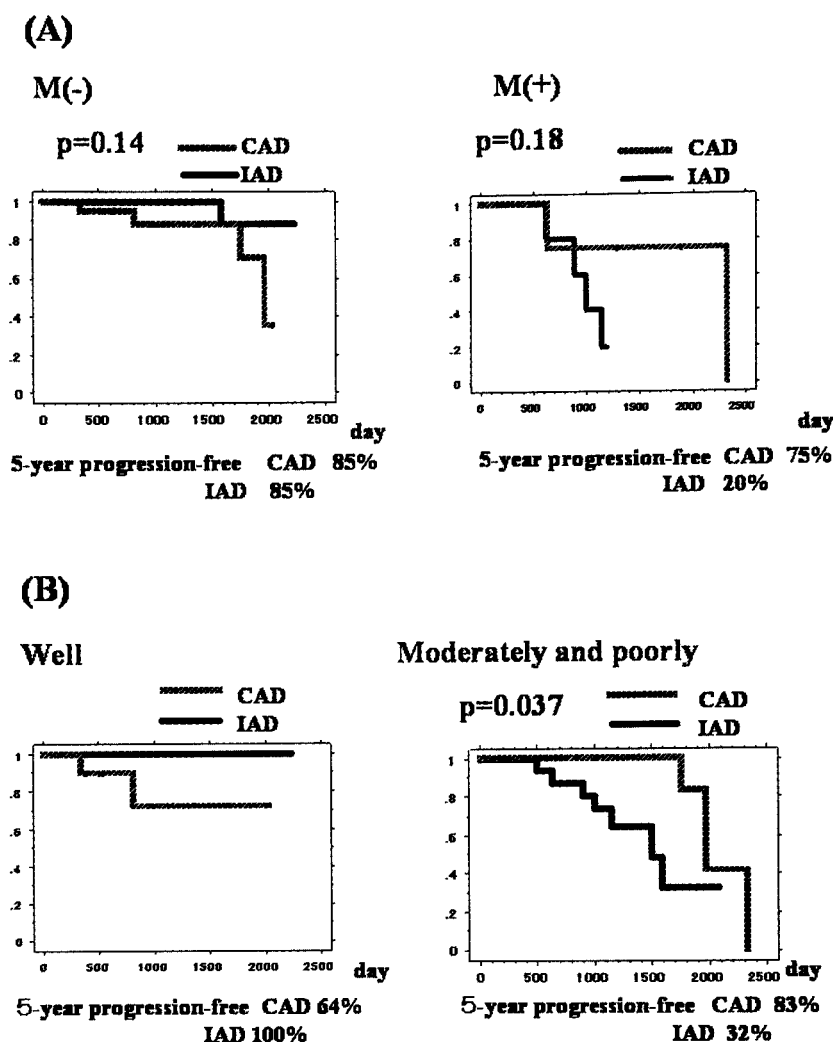 (A)
M(-)
p=0.14
CAD
IAD
1
.8
.6
.4
.2
0
0 500 1000 1500 2000 2500
day
5-year progression-free CAD 85%
IAD 85%
M(+)
p=0.18
CAD
IAD
1
.8
.6
.4
.2
0
0 500 1000 1500 2000 2500
day
5-year progression-free CAD 75%
IAD 20%
(B)
Well
CAD
IAD
1
.8
.6
.4
.2
0
0 500 1000 1500 2000 2500
day
5-year progression-free CAD 64%
IAD 100%
Moderately and poorly
p=0.037
CAD
IAD
1
.8
.6
.4
.2
0
0 500 1000 1500 2000 2500
day
5-year progression-free CAD 83%
IAD 32%